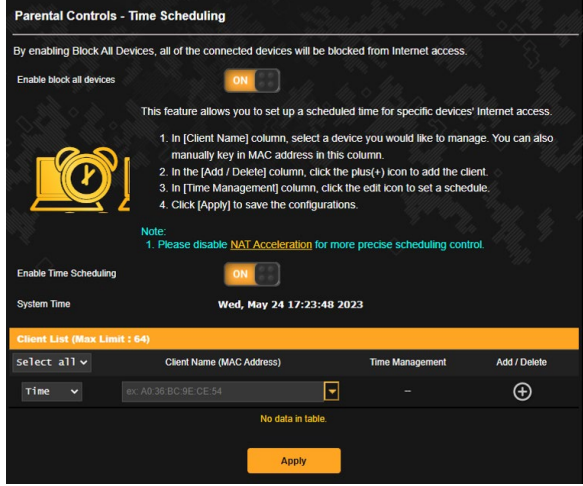 Parental Controls - Time Scheduling
By enabling Block All Devices, all of the connected devices will be blocked from Internet access.
Enable block all devices
ON
This feature allows you to set up a scheduled time for specific devices' Internet access.
1. In [Client Name] column, select a device you would like to manage. You can also
manually key in MAC address in this column.
2. In the [Add / Delete] column, click the plus(+) icon to add the client.
3. In [Time Management] column, click the edit icon to set a schedule.
4. Click [Apply] to save the configurations.
Note:
1. Please disable NAT Acceleration for more precise scheduling control.
Enable Time Scheduling
ON
System Time
Wed, May 24 17:23:48 2023
Client List (Max Limit : 64)
Select all
Client Name (MAC Address)
Time Management
Add / Delete
Time
ex: A0:36:BC:9E:CE:54
–
No data in table.
Apply